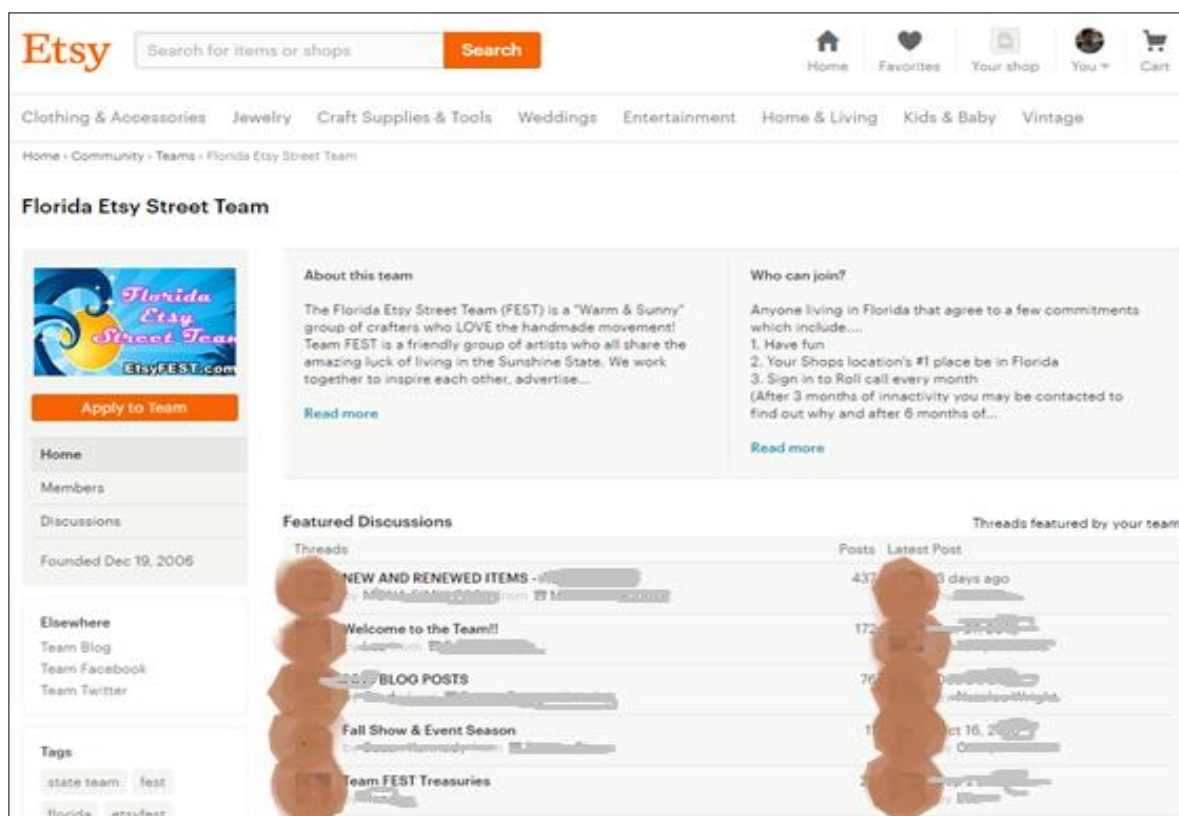 Etsy
Search for items or shops
Search
Home
Favorites
Your shop
You
Cart
Clothing & Accessories Jewelry Craft Supplies & Tools Weddings Entertainment Home & Living Kids & Baby Vintage
Home › Community › Teams › Florida Etsy Street Team
Florida Etsy Street Team
Florida
Etsy
Street Team
EtsyFEST.com
Apply to Team
Home
Members
Discussions
Founded Dec 19, 2006
Elsewhere
Team Blog
Team Facebook
Team Twitter
Tags
state team fest
florida etsyfest
About this team
The Florida Etsy Street Team (FEST) is a "Warm & Sunny"
group of crafters who LOVE the handmade movement!
Team FEST is a friendly group of artists who all share the
amazing luck of living in the Sunshine State. We work
together to inspire each other, advertise...
Read more
Who can join?
Anyone living in Florida that agree to a few commitments
which include....
1. Have fun
2. Your Shops location's #1 place be in Florida
3. Sign in to Roll call every month
(After 3 months of innactivity you may be contacted to
find out why and after 6 months of...
Read more
Featured Discussions
Threads featured by your team
Threads Posts Latest Post
NEW AND RENEWED ITEMS - 437 3 days ago
Welcome to the Team!! 172
BLOG POSTS
Fall Show & Event Season 16,
by
Team FEST Treasuries
by